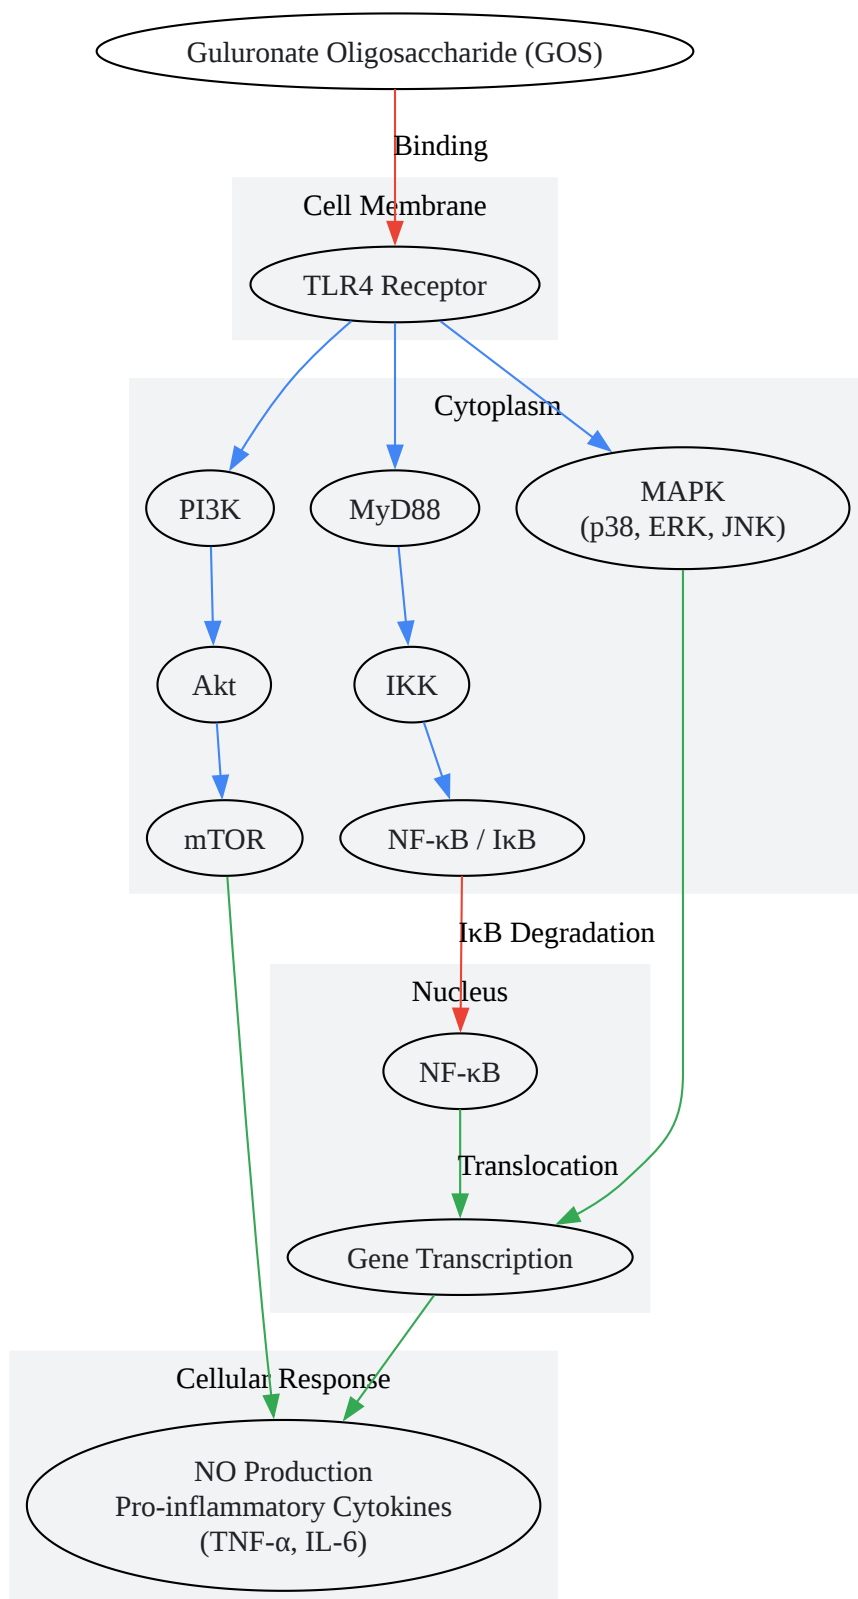 Guluronate Oligosaccharide (GOS)
Binding
Cell Membrane
TLR4 Receptor
Cytoplasm
PI3K
MyD88
MAPK
(p38, ERK, JNK)
Akt
IKK
mTOR
NF-κB / IκB
IκB Degradation
Nucleus
NF-κB
Translocation
Gene Transcription
Cellular Response
NO Production
Pro-inflammatory Cytokines
(TNF-α, IL-6)